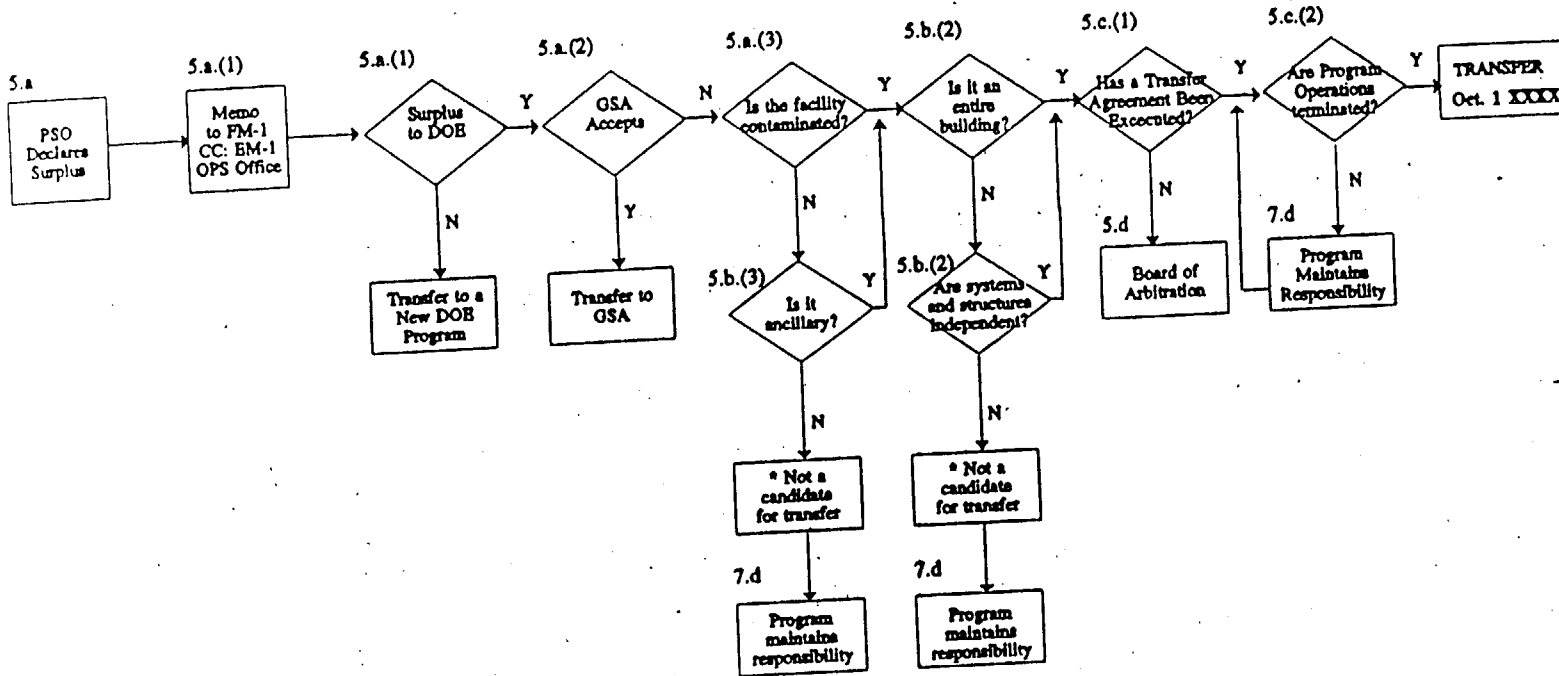 5.a
PSO
Declares
Surplus
5.a.(1)
Memo
to FM-1
CC: EM-1
OPS Office
5.a.(1)
Surplus
to DOE
Y
N
Transfer to a
New DOE
Program
5.a.(2)
GSA
Accepts
N
Y
Transfer to
GSA
5.a.(3)
Is the facility
contaminated?
Y
N
5.b.(3)
Is it
ancillary?
Y
N
* Not a
candidate
for transfer
7.d
Program
maintains
responsibility
5.b.(2)
Is it an
entire
building?
Y
N
5.b.(2)
Are systems
and structures
independent?
Y
N
* Not a
candidate
for transfer
7.d
Program
maintains
responsibility
5.c.(1)
Has a Transfer
Agreement Been
Executed?
Y
N
5.d
Board of
Arbitration
5.c.(2)
Are Program
Operations
terminated?
Y
N
7.d
Program
Maintains
Responsibility
TRANSFER
Oct. 1 XXXX